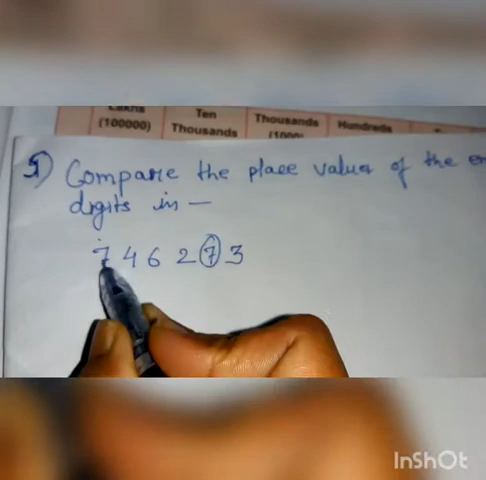 Lakhs Ten Thousands Hundreds
(100000) Thousands
5) Compare the place values of the
digits in —
7 4 6 2 7 3
InShOt